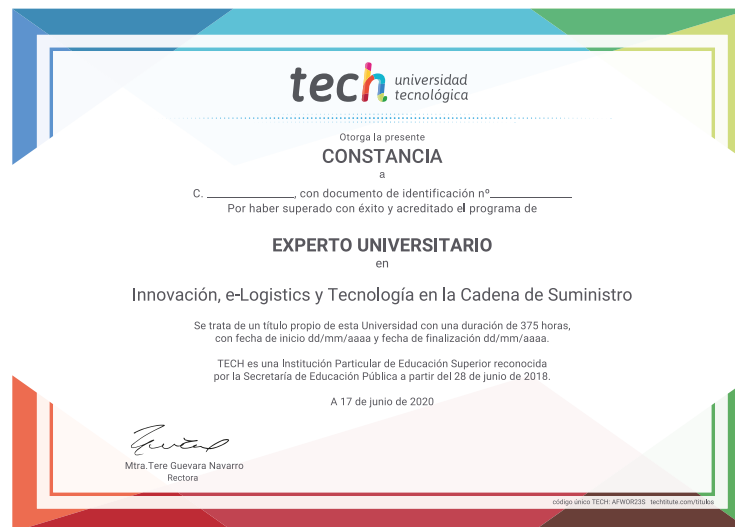 tech universidad
tecnológica
Otorga la presente
CONSTANCIA
a
C. ________________, con documento de identificación nº______________
Por haber superado con éxito y acreditado el programa de
EXPERTO UNIVERSITARIO
en
Innovación, e-Logistics y Tecnología en la Cadena de Suministro
Se trata de un título propio de esta Universidad con una duración de 375 horas,
con fecha de inicio dd/mm/aaaa y fecha de finalización dd/mm/aaaa.
TECH es una Institución Particular de Educación Superior reconocida
por la Secretaría de Educación Pública a partir del 28 de junio de 2018.
A 17 de junio de 2020
Mtra.Tere Guevara Navarro
Rectora
código único TECH: AFWOR23S techtitute.com/titulos